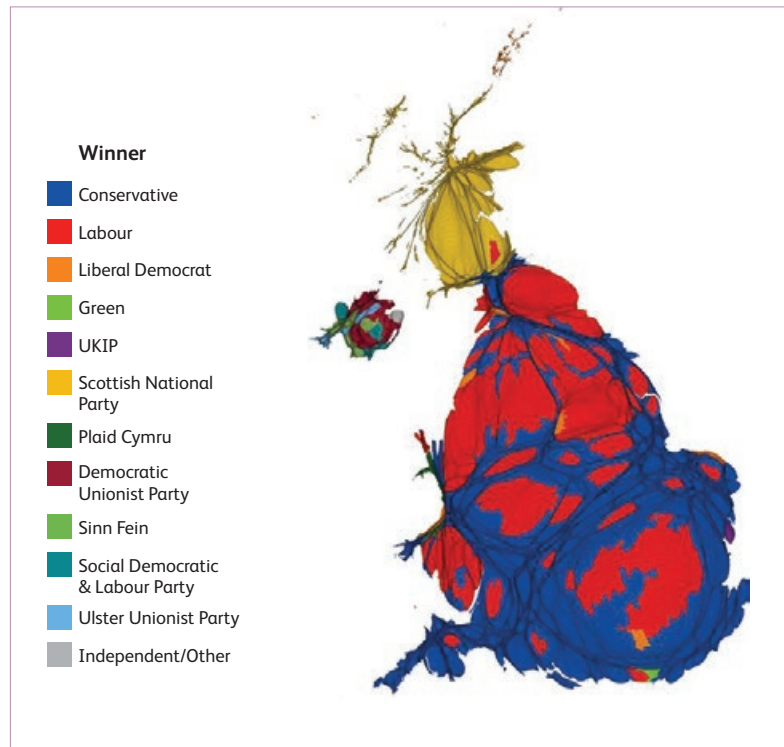 Winner
Conservative
Labour
Liberal Democrat
Green
UKIP
Scottish National
Party
Plaid Cymru
Democratic
Unionist Party
Sinn Fein
Social Democratic
& Labour Party
Ulster Unionist Party
Independent/Other